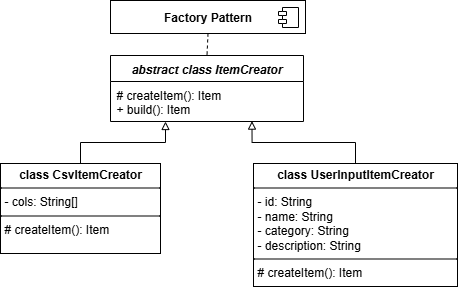 Factory Pattern
abstract class ItemCreator
# createItem(): Item
+ build(): Item
class CsvItemCreator
- cols: String[]
# createItem(): Item
class UserInputItemCreator
- id: String
- name: String
- category: String
- description: String
# createItem(): Item